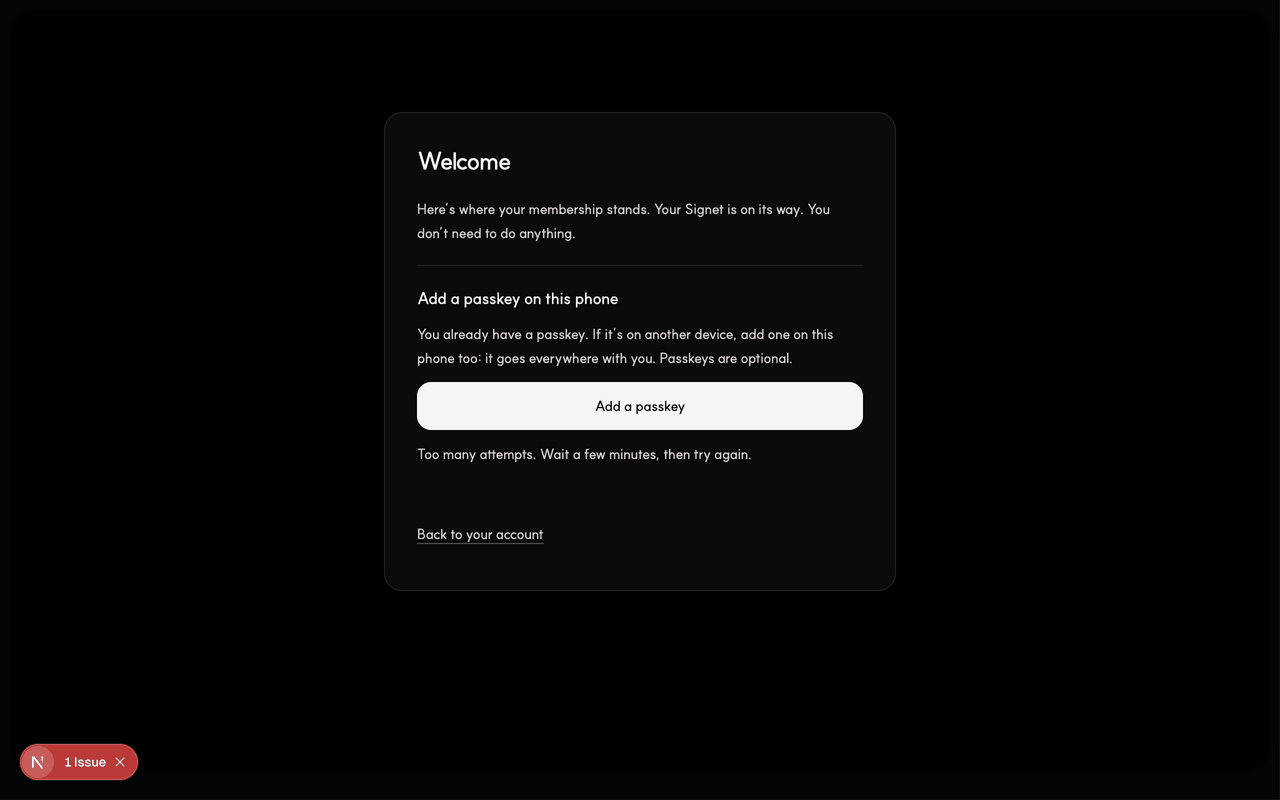 Welcome
Here's where your membership stands. Your Signet is on its way. You
don't need to do anything.
Add a passkey on this phone
You already have a passkey. If it's on another device, add one on this
phone too: it goes everywhere with you. Passkeys are optional.
Add a passkey
Too many attempts. Wait a few minutes, then try again.
Back to your account
N 1 Issue